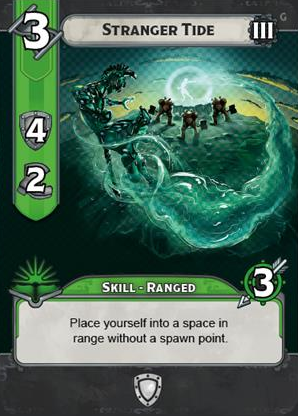 3
STRANGER TIDE
III
G
4
2
SKILL - RANGED
3
Place yourself into a space in
range without a spawn point.